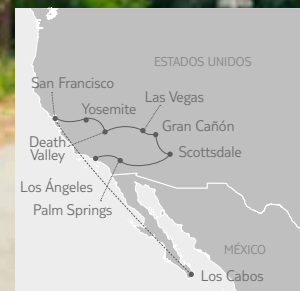 ESTADOS UNIDOS
San Francisco
Yosemite
Las Vegas
Gran Cañón
Death
Valley
Scottsdale
Los Ángeles
Palm Springs
MÉXICO
Los Cabos